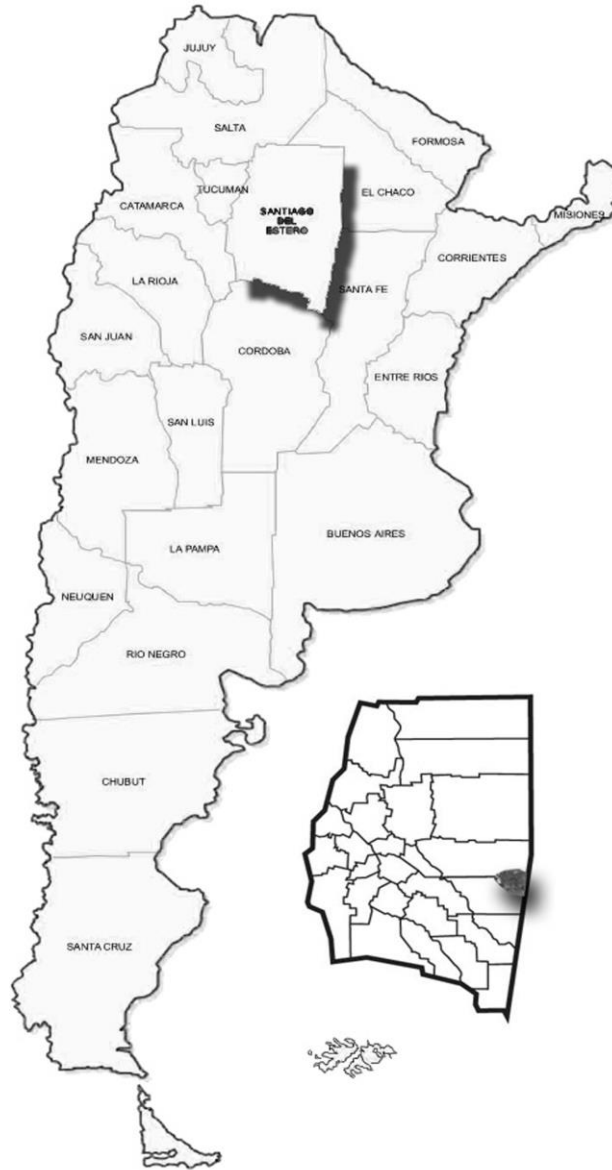 JUJUY
SALTA
FORMOSA
TUCUMAN
EL CHACO
CATAMARCA
SANTIAGO
DEL
ESTERO
MISIONES
CORRIENTES
LA RIOJA
SANTA FE
SAN JUAN
CORDOBA
ENTRE RIOS
SAN LUIS
MENDOZA
BUENOS AIRES
LA PAMPA
NEUQUEN
RIO NEGRO
CHUBUT
SANTA CRUZ